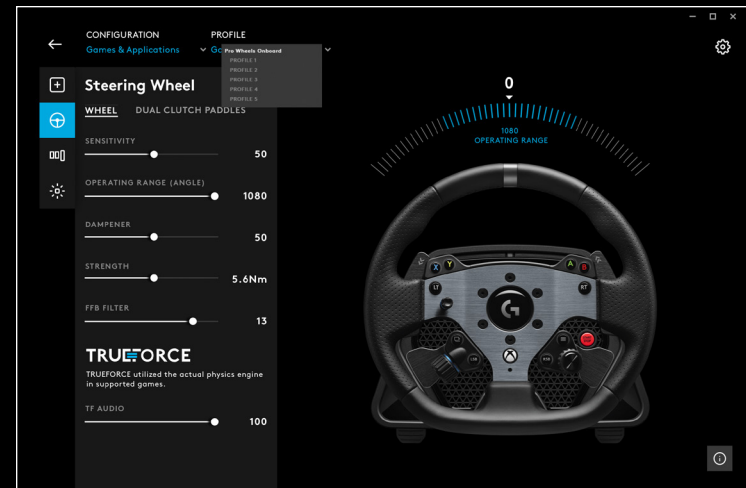 CONFIGURATION
PROFILE
Games & Applications
Pro Wheels Onboard
PROFILE 1
PROFILE 2
PROFILE 3
PROFILE 4
PROFILE 5
Steering Wheel
WHEEL
DUAL CLUTCH PADDLES
SENSITIVITY
50
OPERATING RANGE (ANGLE)
1080
DAMPENER
50
STRENGTH
5.6Nm
FFB FILTER
13
TRUEFORCE
TRUEFORCE utilized the actual physics engine
in supported games.
TF AUDIO
100
0
1080
OPERATING RANGE
X
Y
A
B
LT
RT
G
LSB
RSB